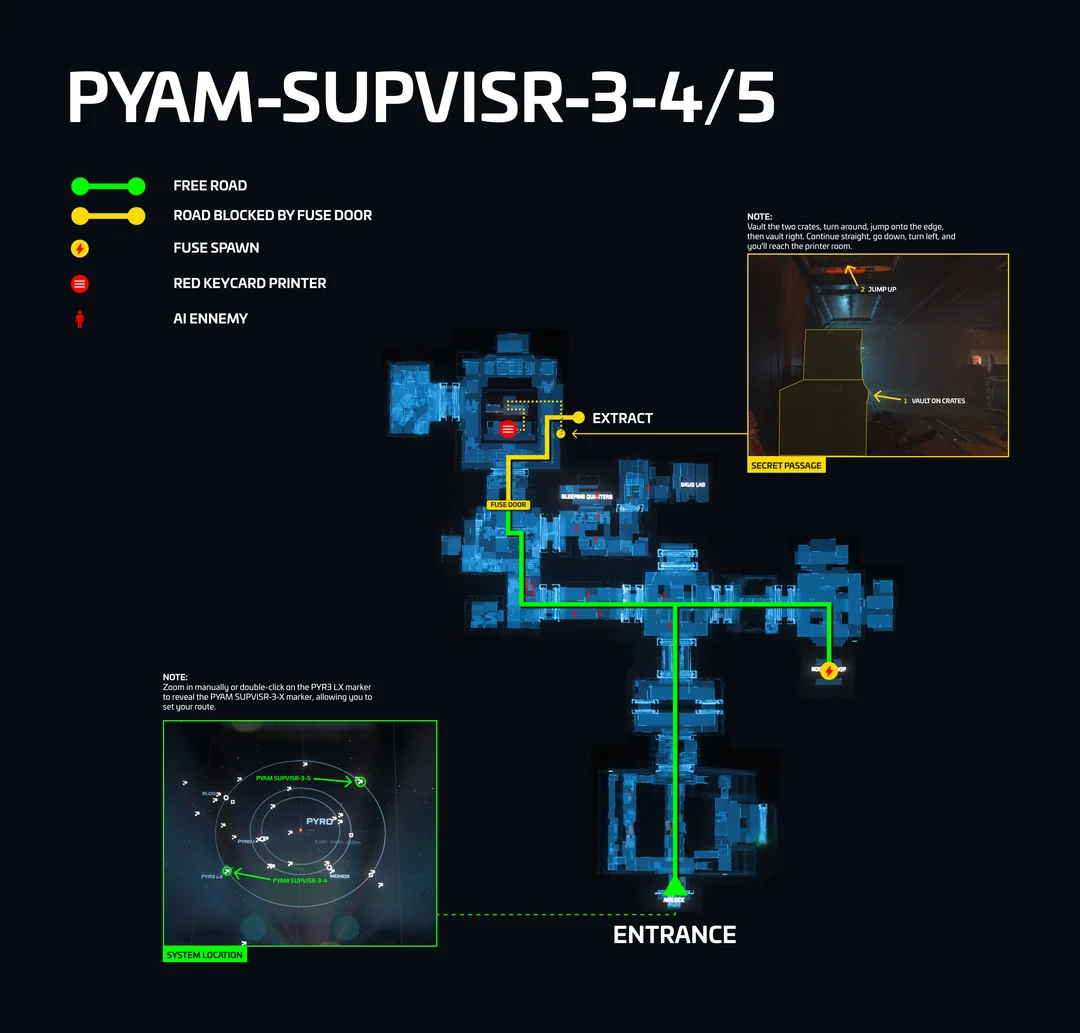 PYAM-SUPVISR-3-4/5
FREE ROAD
ROAD BLOCKED BY FUSE DOOR
FUSE SPAWN
RED KEYCARD PRINTER
AI ENNEMY
NOTE:
Vault the two crates, turn around, jump onto the edge,
then vault right. Continue straight, go down, turn left, and
you'll reach the printer room.
2 JUMP UP
1 VAULT ON CRATES
SECRET PASSAGE
EXTRACT
FUSE DOOR
SLEEPING QUARTERS
DRUG LAB
NOTE:
Zoom in manually or double-click on the PYR3 LX marker
to reveal the PYAM SUPVISR-3-X marker, allowing you to
set your route.
PYAM SUPVISR-3-5
PYRO
PYR3 L4
PYAM SUPVISR-3-4
MONOX
SYSTEM LOCATION
AIRLOCK
ENTRANCE